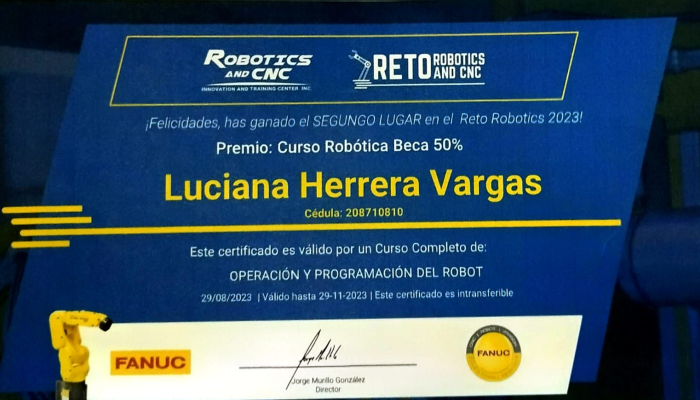 ROBOTICS
AND CNC
INNOVATION AND TRAINING CENTER INC.
RETO ROBOTICS
AND CNC
¡Felicidades, has ganado el SEGUNGO LUGAR en el Reto Robotics 2023!
Premio: Curso Robótica Beca 50%
Luciana Herrera Vargas
Cédula: 208710810
Este certificado es válido por un Curso Completo de:
OPERACIÓN Y PROGRAMACIÓN DEL ROBOT
29/08/2023 | Válido hasta 29-11-2023 | Este certificado es intransferible
FANUC
FANUC
Jorge Murillo González
Director